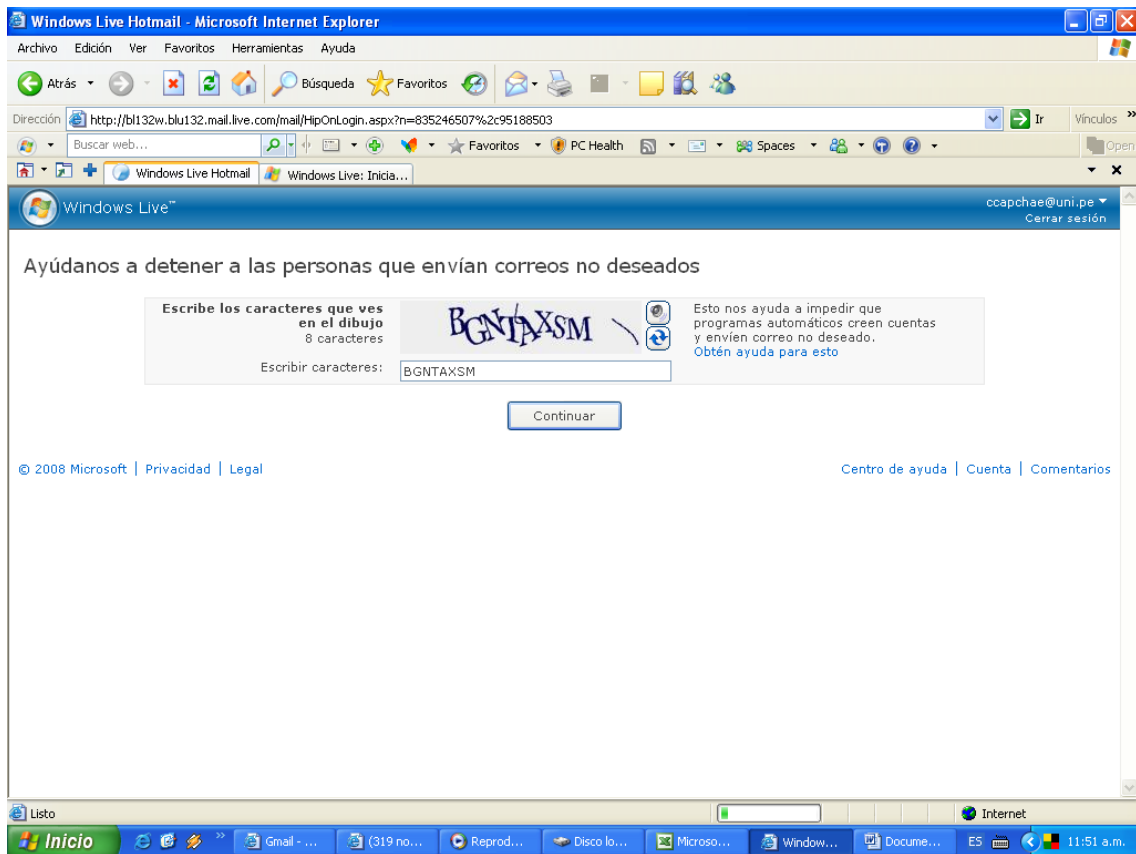 Windows Live Hotmail - Microsoft Internet Explorer
Archivo Edición Ver Favoritos Herramientas Ayuda
Atrás Búsqueda Favoritos
Dirección http://bl132w.blu132.mail.live.com/mail/HipOnLogin.aspx?n=835246507%2c95188503 Ir Vínculos »
Buscar web... Favoritos PC Health Spaces Open
Windows Live Hotmail Windows Live: Inicia...
Windows Live™ ccapchae@uni.pe
Cerrar sesión
Ayúdanos a detener a las personas que envían correos no deseados
Escribe los caracteres que ves en el dibujo
8 caracteres
BGNTAXSM
Esto nos ayuda a impedir que
programas automáticos creen cuentas
y envíen correo no deseado.
Obtén ayuda para esto
Escribir caracteres: BGNTAXSM
Continuar
© 2008 Microsoft | Privacidad | Legal Centro de ayuda | Cuenta | Comentarios
Listo Internet
Inicio » Gmail - ... (319 no... Reprod... Disco lo... Microso... Window... Docume... ES 11:51 a.m.